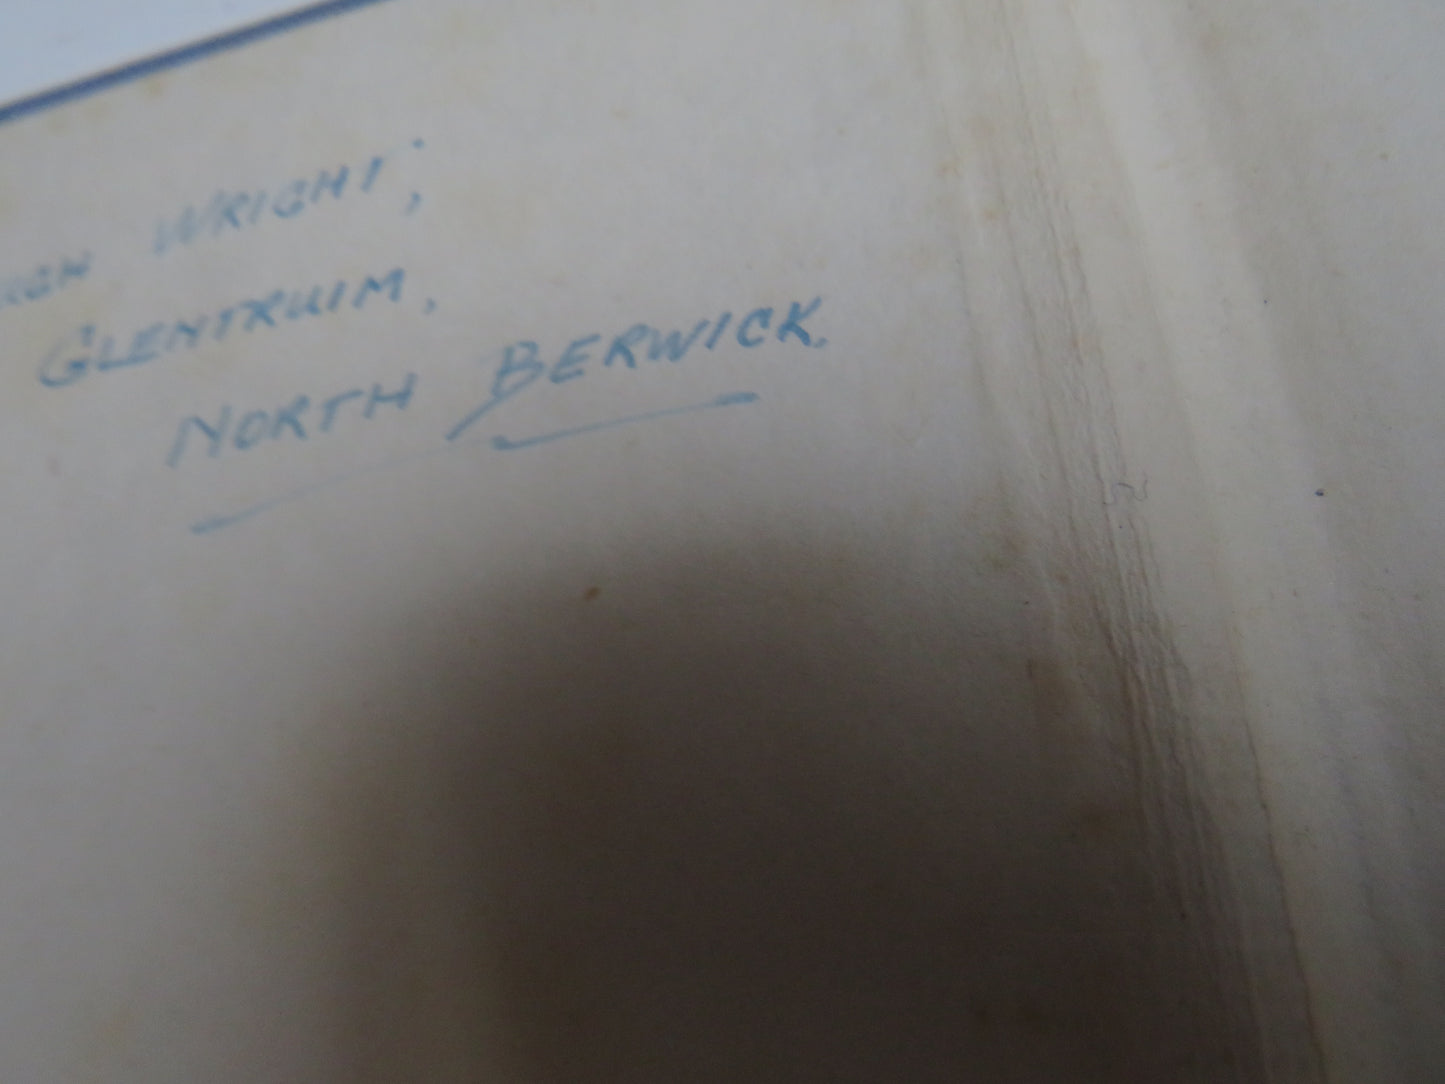 WRIGHT,
GLENTRUIM,
NORTH BERWICK.